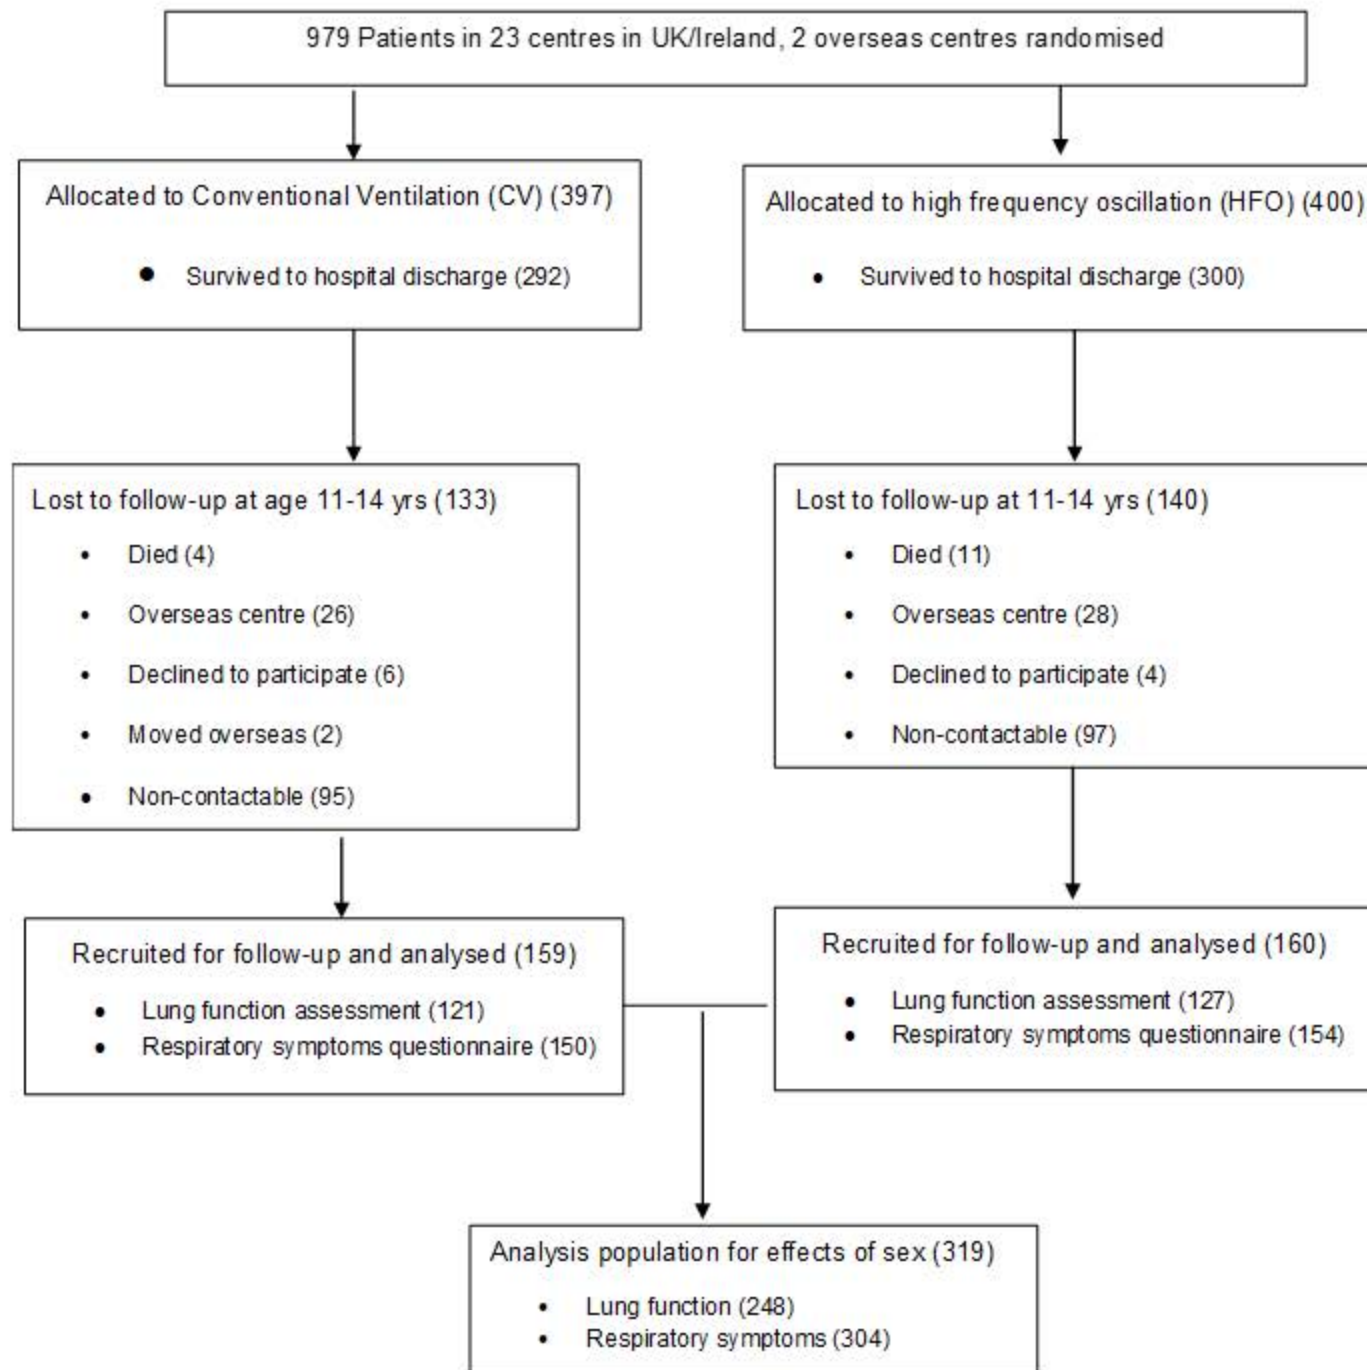 979 Patients in 23 centres in UK/Ireland, 2 overseas centres randomised
Allocated to Conventional Ventilation (CV) (397)
• Survived to hospital discharge (292)
Allocated to high frequency oscillation (HFO) (400)
• Survived to hospital discharge (300)
Lost to follow-up at age 11-14 yrs (133)
• Died (4)
• Overseas centre (26)
• Declined to participate (6)
• Moved overseas (2)
• Non-contactable (95)
Lost to follow-up at 11-14 yrs (140)
• Died (11)
• Overseas centre (28)
• Declined to participate (4)
• Non-contactable (97)
Recruited for follow-up and analysed (159)
• Lung function assessment (121)
• Respiratory symptoms questionnaire (150)
Recruited for follow-up and analysed (160)
• Lung function assessment (127)
• Respiratory symptoms questionnaire (154)
Analysis population for effects of sex (319)
• Lung function (248)
• Respiratory symptoms (304)